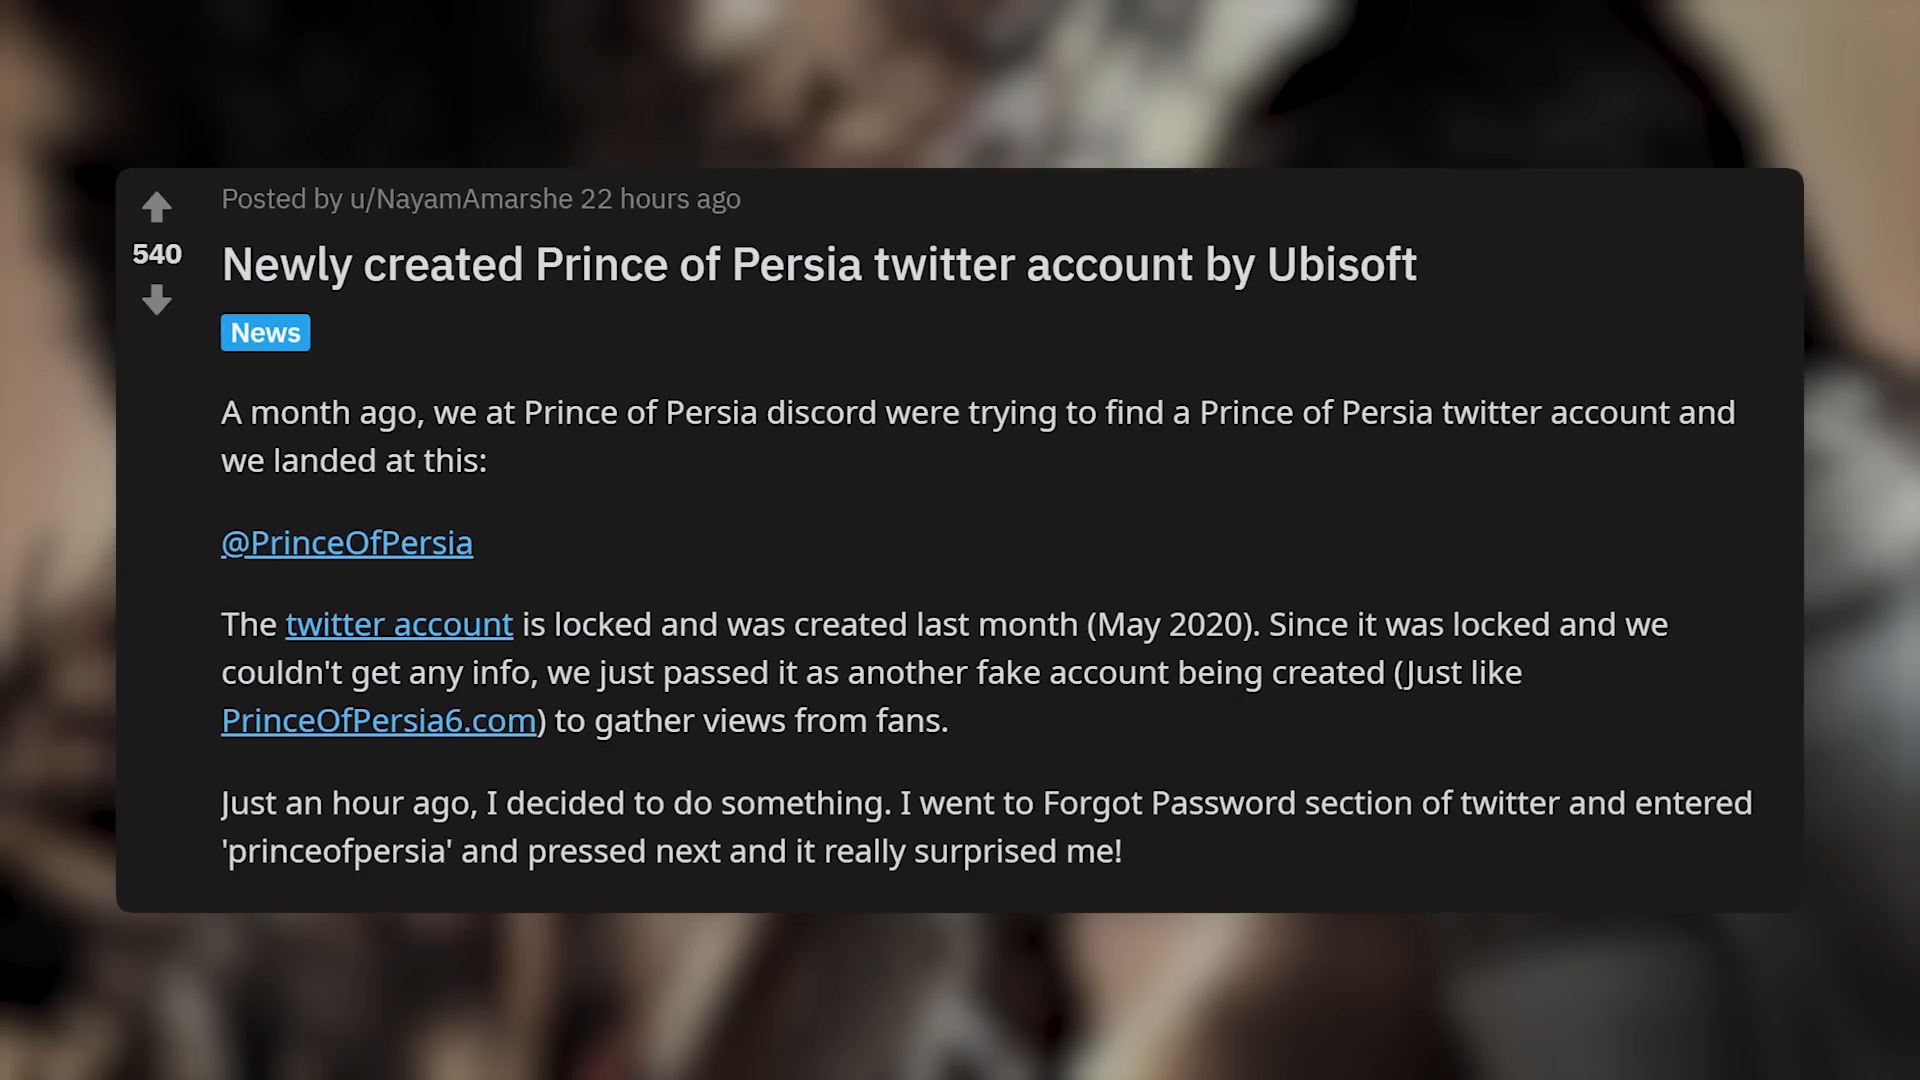 Posted by u/NayamAmarshe 22 hours ago
540
Newly created Prince of Persia twitter account by Ubisoft
News
A month ago, we at Prince of Persia discord were trying to find a Prince of Persia twitter account and
we landed at this:
@PrinceOfPersia
The twitter account is locked and was created last month (May 2020). Since it was locked and we
couldn't get any info, we just passed it as another fake account being created (Just like
PrinceOfPersia6.com) to gather views from fans.
Just an hour ago, I decided to do something. I went to Forgot Password section of twitter and entered
'princeofpersia' and pressed next and it really surprised me!